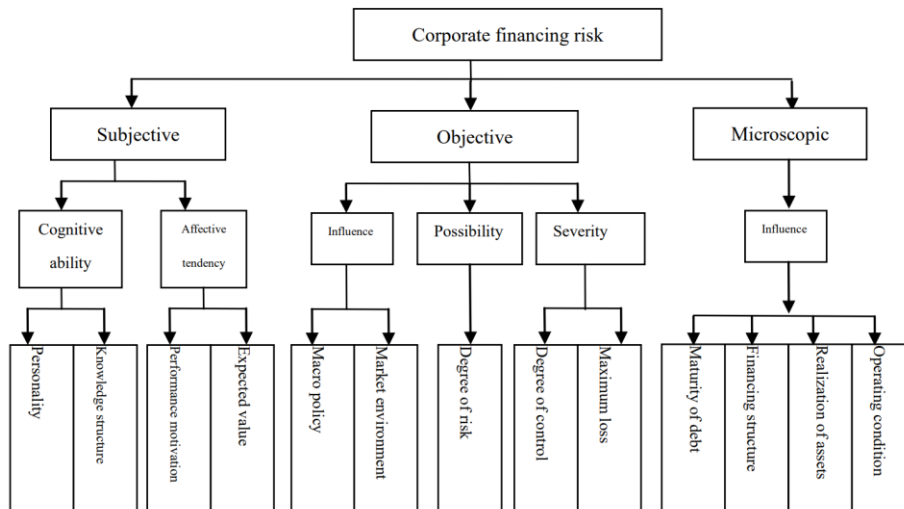 Corporate financing risk
Subjective
Objective
Microscopic
Cognitive
ability
Affective
tendency
Influence
Possibility
Severity
Influence
Personality
Knowledge structure
Performance motivation
Expected value
Macro policy
Market environment
Degree of risk
Degree of control
Maximum loss
Maturity of debt
Financing structure
Realization of assets
Operating condition